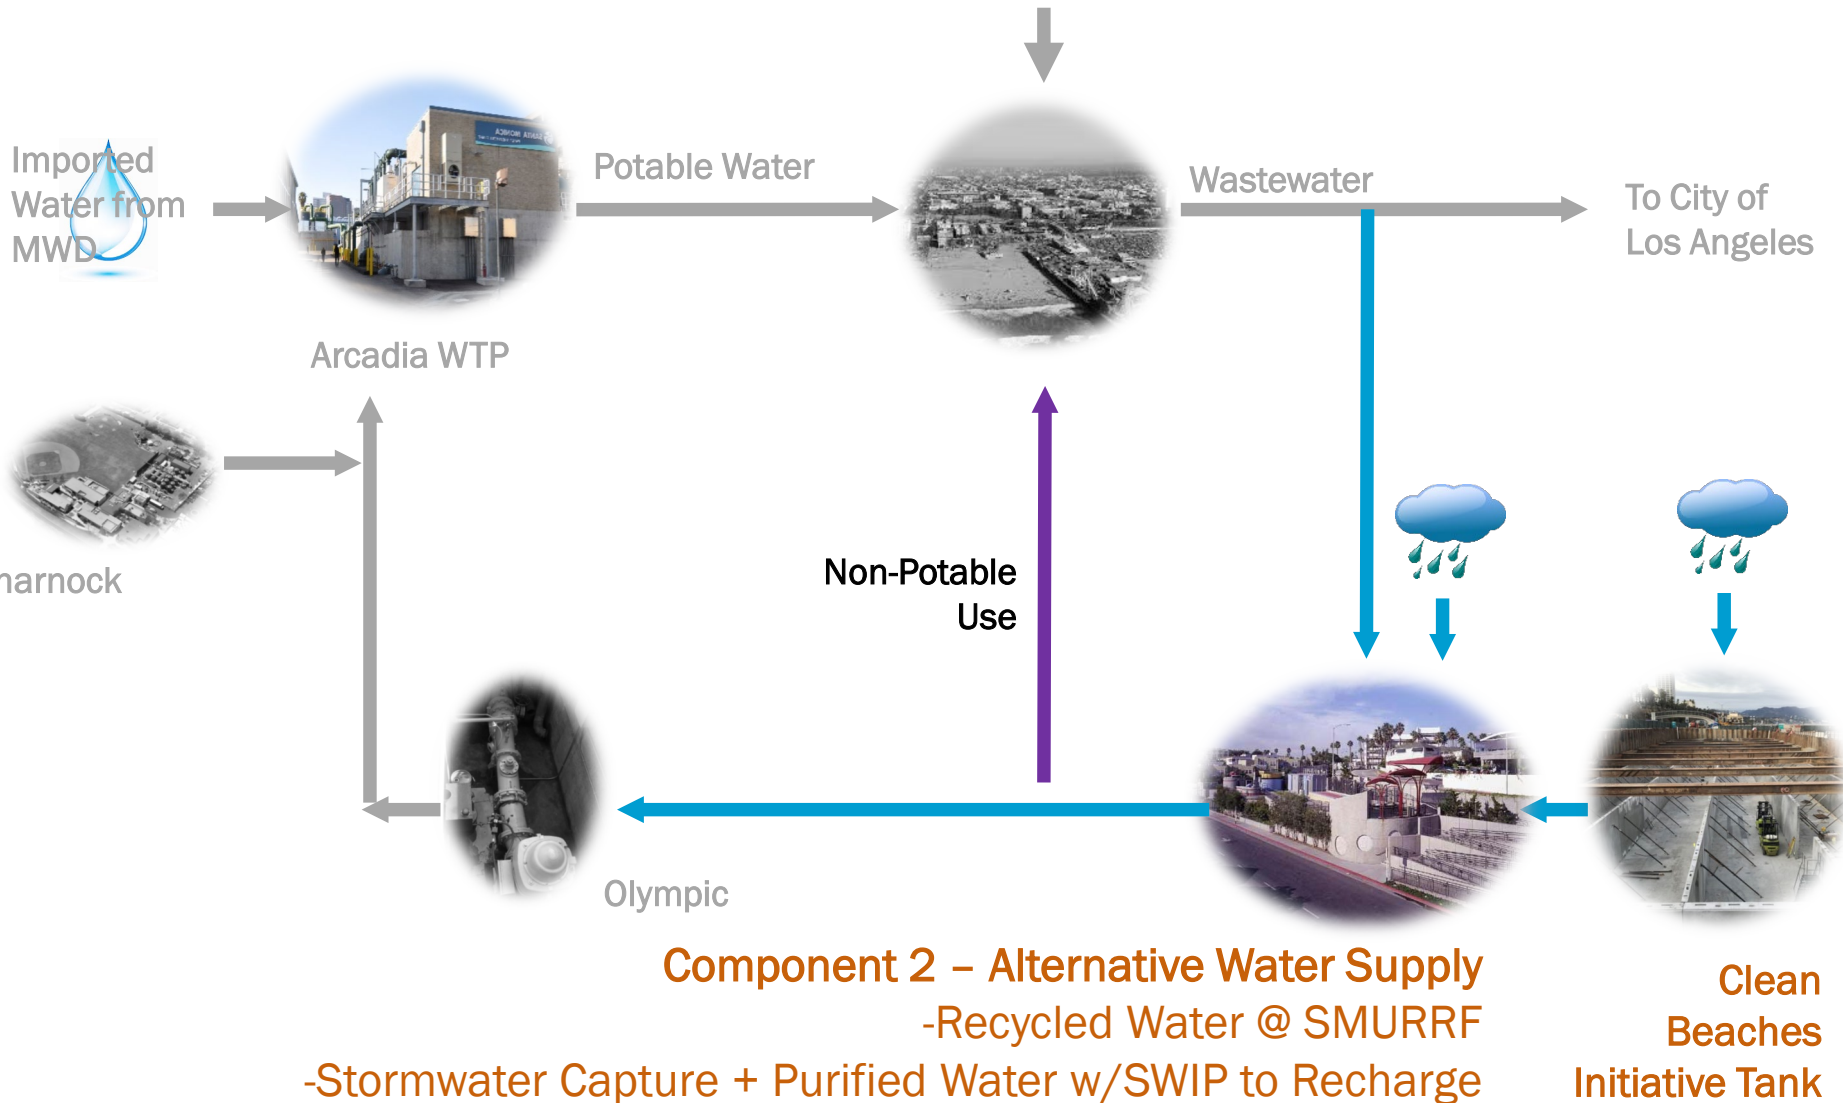 Imported
Water from
MWD
Potable Water
Wastewater
To City of
Los Angeles
Arcadia WTP
harnock
Non-Potable
Use
Olympic
Component 2 – Alternative Water Supply
-Recycled Water @ SMURRF
-Stormwater Capture + Purified Water w/SWIP to Recharge
Clean
Beaches
Initiative Tank